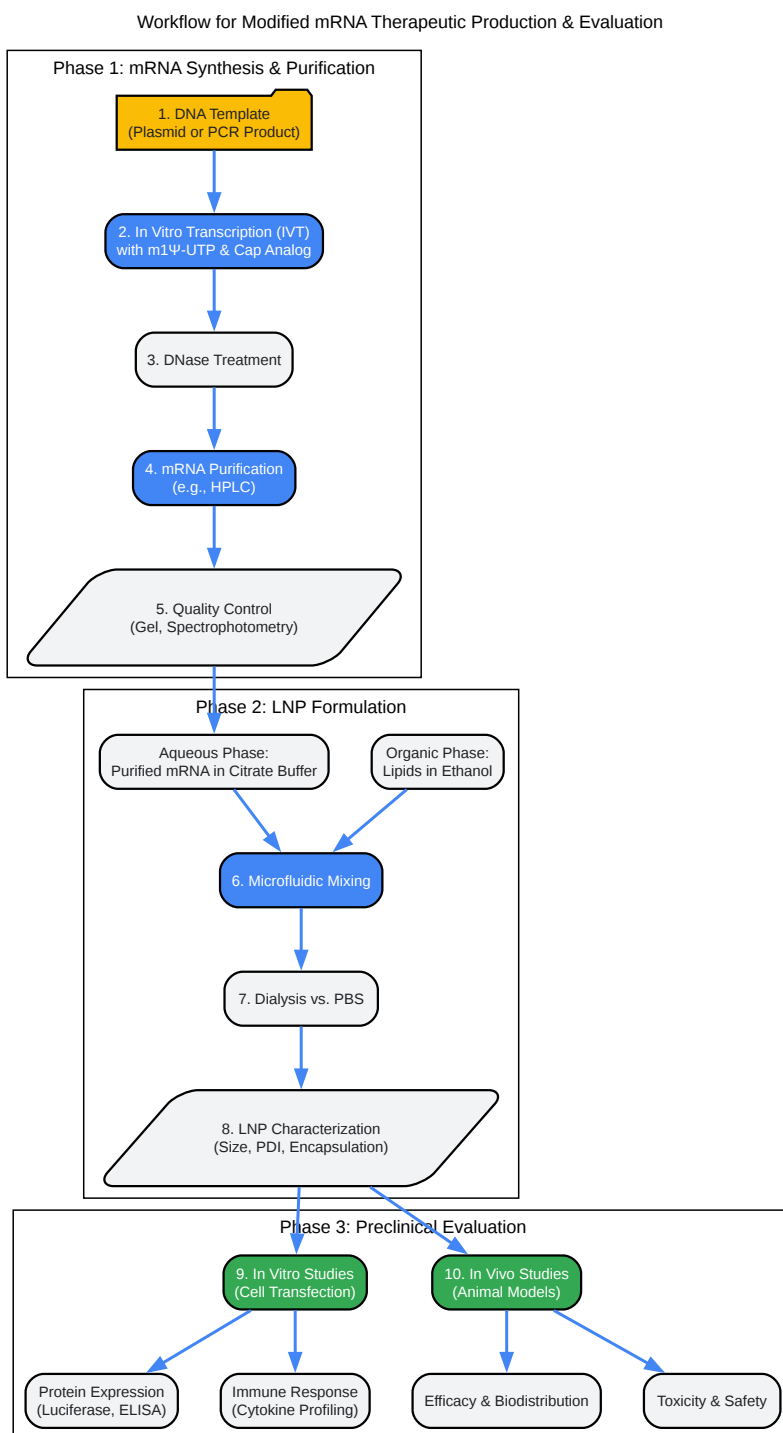 Workflow for Modified mRNA Therapeutic Production & Evaluation
Phase 1: mRNA Synthesis & Purification
1. DNA Template
(Plasmid or PCR Product)
2. In Vitro Transcription (IVT)
with m1Ψ-UTP & Cap Analog
3. DNase Treatment
4. mRNA Purification
(e.g., HPLC)
5. Quality Control
(Gel, Spectrophotometry)
Phase 2: LNP Formulation
Aqueous Phase:
Purified mRNA in Citrate Buffer
Organic Phase:
Lipids in Ethanol
6. Microfluidic Mixing
7. Dialysis vs. PBS
8. LNP Characterization
(Size, PDI, Encapsulation)
Phase 3: Preclinical Evaluation
9. In Vitro Studies
(Cell Transfection)
10. In Vivo Studies
(Animal Models)
Protein Expression
(Luciferase, ELISA)
Immune Response
(Cytokine Profiling)
Efficacy & Biodistribution
Toxicity & Safety